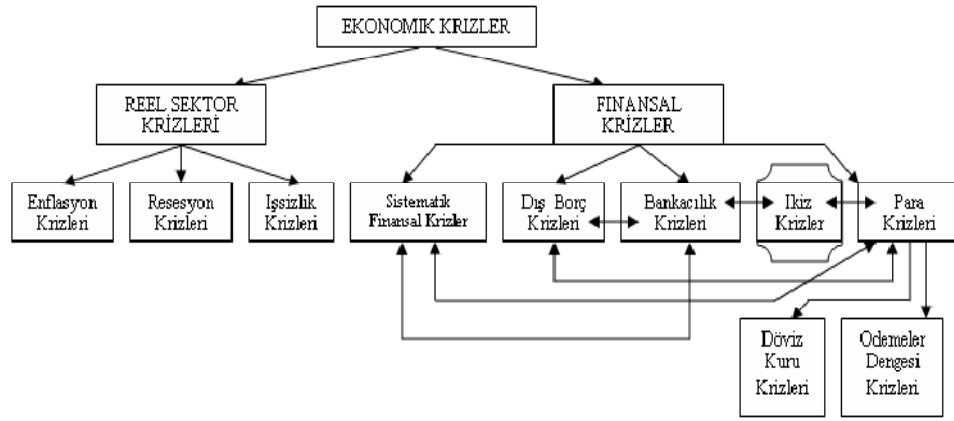 EKONOMIK KRIZLER
REEL SEKTOR
KRİZLERİ
FINANSAL
KRİZLER
Enflasyon
Krizleri
Resesyon
Krizleri
Işsizlik
Krizleri
Sistematik
Finansal Krizler
Dış Borç
Krizleri
Bankacılık
Krizleri
Ikiz
Krizler
Para
Krizleri
Döviz
Kuru
Krizleri
Odemeler
Dengesi
Krizleri